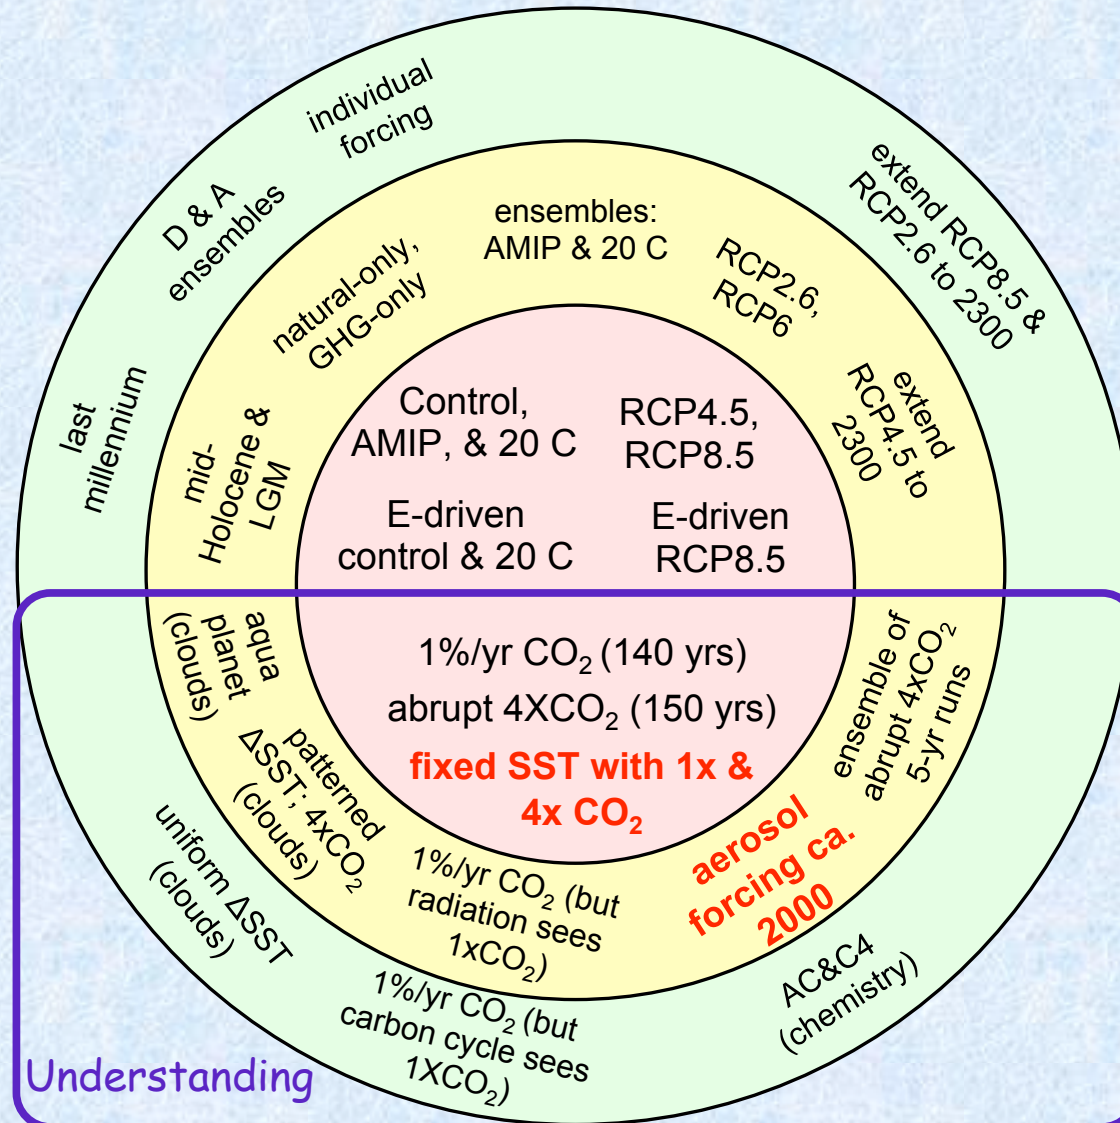 individual
forcing
D & A
ensembles
last
millennium
extend RCP8.5 &
RCP2.6 to 2300
ensembles:
AMIP & 20 C
natural-only,
GHG-only
RCP2.6,
RCP6
mid-
Holocene &
LGM
extend
RCP4.5 to
2300
Control,
AMIP, & 20 C
RCP4.5,
RCP8.5
E-driven
control & 20 C
E-driven
RCP8.5
1%/yr CO₂ (140 yrs)
abrupt 4XCO₂ (150 yrs)
fixed SST with 1x &
4x CO₂
aqua
planet
(clouds)
patterned
ΔSST; 4xCO₂
(clouds)
1%/yr CO₂ (but
radiation sees
1xCO₂)
aerosol
forcing ca.
2000
ensemble of
abrupt 4xCO₂
5-yr runs
uniform ΔSST
(clouds)
1%/yr CO₂ (but
carbon cycle sees
1XCO₂)
AC&C4
(chemistry)
Understanding